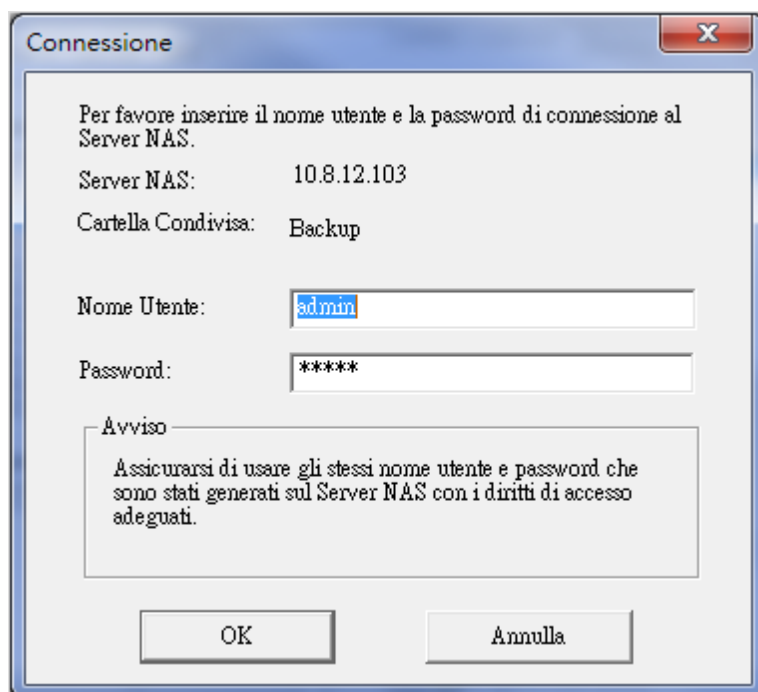 Connessione
Per favore inserire il nome utente e la password di connessione al
Server NAS.
Server NAS: 10.8.12.103
Cartella Condivisa: Backup
Nome Utente: admin
Password: *****
Avviso
Assicurarsi di usare gli stessi nome utente e password che
sono stati generati sul Server NAS con i diritti di accesso
adeguati.
OK Annulla